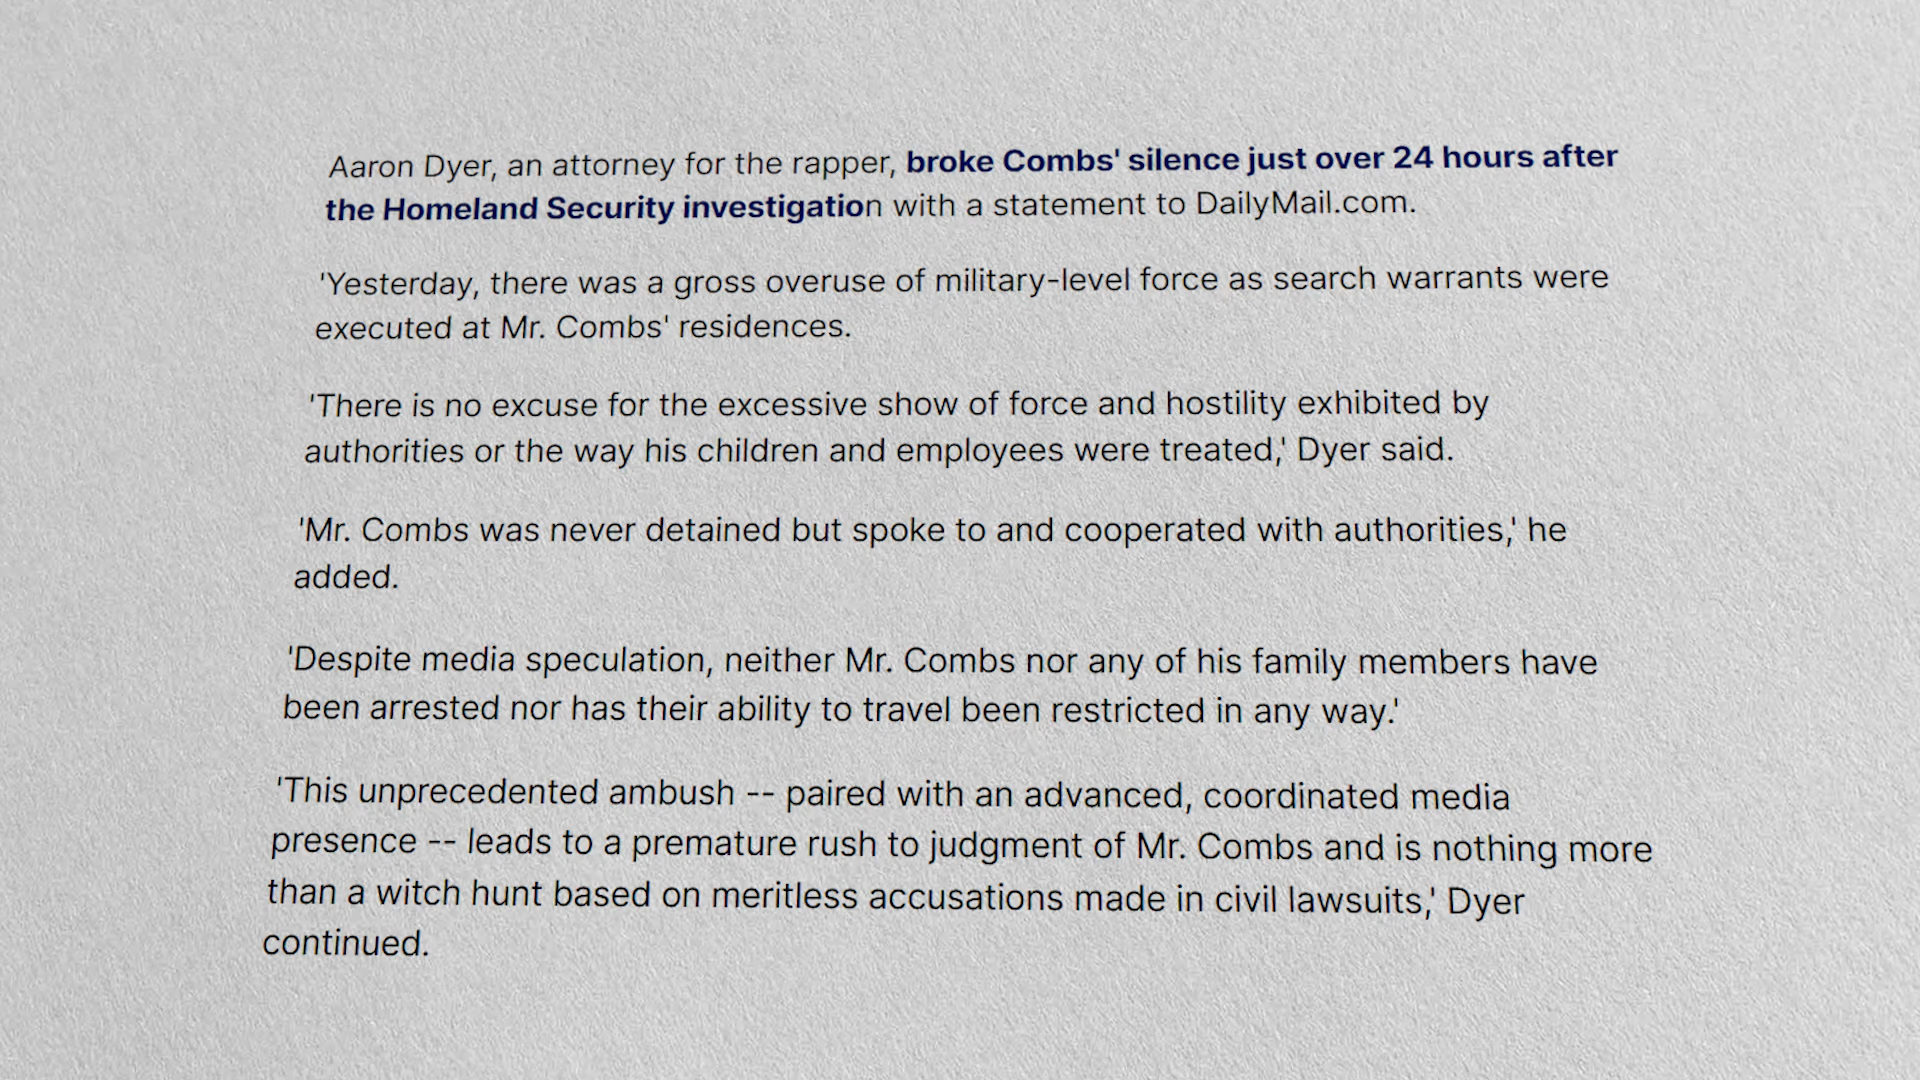 Aaron Dyer, an attorney for the rapper, broke Combs' silence just over 24 hours after
the Homeland Security investigation with a statement to DailyMail.com.
'Yesterday, there was a gross overuse of military-level force as search warrants were
executed at Mr. Combs' residences.
'There is no excuse for the excessive show of force and hostility exhibited by
authorities or the way his children and employees were treated,' Dyer said.
'Mr. Combs was never detained but spoke to and cooperated with authorities,' he
added.
'Despite media speculation, neither Mr. Combs nor any of his family members have
been arrested nor has their ability to travel been restricted in any way.'
'This unprecedented ambush -- paired with an advanced, coordinated media
presence -- leads to a premature rush to judgment of Mr. Combs and is nothing more
than a witch hunt based on meritless accusations made in civil lawsuits,' Dyer
continued.